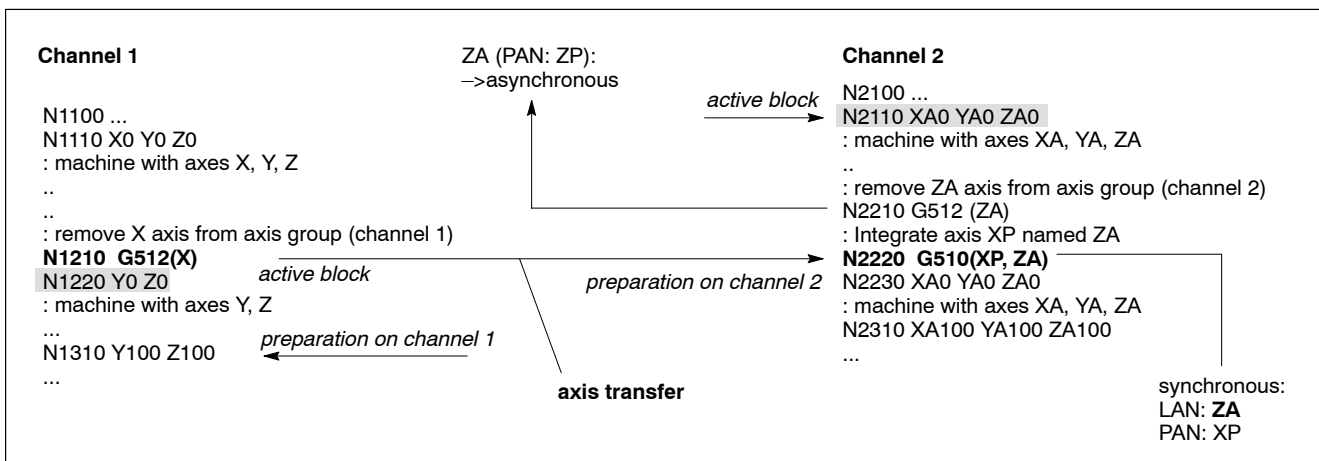 Channel 1
N1100 ...
N1110 X0 Y0 Z0
: machine with axes X, Y, Z
..
..
: remove X axis from axis group (channel 1)
N1210 G512(X)
N1220 Y0 Z0
: machine with axes Y, Z
...
N1310 Y100 Z100
...
active block
preparation on channel 1
ZA (PAN: ZP):
–>asynchronous
active block
preparation on channel 2
axis transfer
Channel 2
N2100 ...
N2110 XA0 YA0 ZA0
: machine with axes XA, YA, ZA
..
: remove ZA axis from axis group (channel 2)
N2210 G512 (ZA)
: Integrate axis XP named ZA
N2220 G510(XP, ZA)
N2230 XA0 YA0 ZA0
: machine with axes XA, YA, ZA
N2310 XA100 YA100 ZA100
...
synchronous:
LAN: ZA
PAN: XP